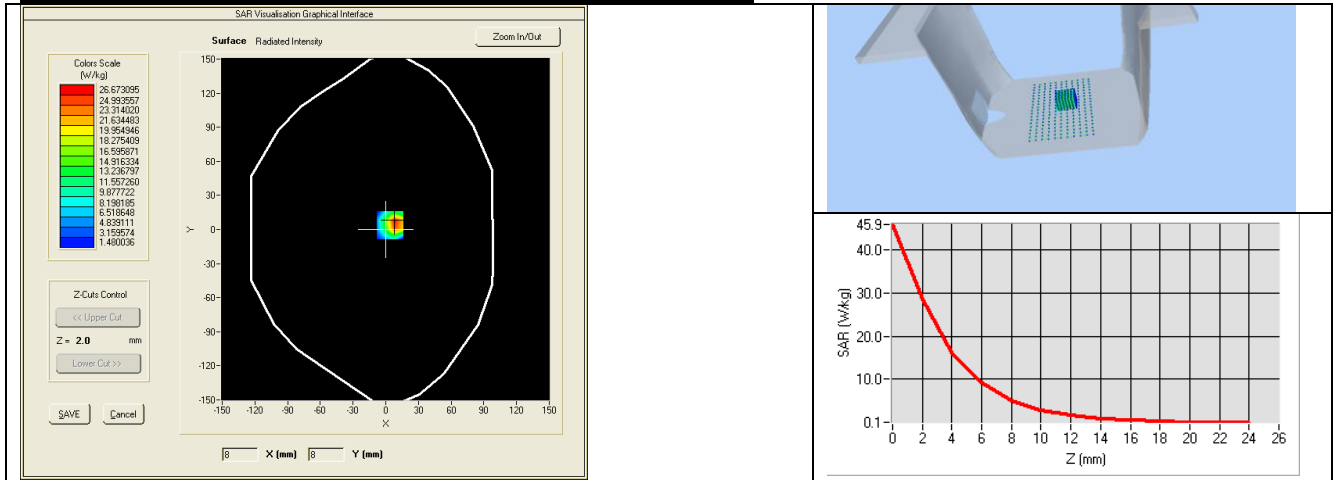 SAR Visualisation Graphical Interface
Surface Radiated Intensity
Zoom In/Out
Colors Scale
(W/kg)
26.673095
24.993557
23.314020
21.634483
19.954946
18.275409
16.595871
14.916334
13.236797
11.557260
9.877722
8.198185
6.518648
4.839111
3.159574
1.480036
Z-Cuts Control
<< Upper Cut
Z = 2.0 mm
Lower Cut >>
SAVE Cancel
150
120
90
60
30
Y 0
-30
-60
-90
-120
-150
-150 -120 -90 -60 -30 0 30 60 90 120 150
X
8 X (mm) 8 Y (mm)
45.9
40.0
30.0
20.0
10.0
0.1
SAR (W/kg)
0 2 4 6 8 10 12 14 16 18 20 22 24 26
Z (mm)